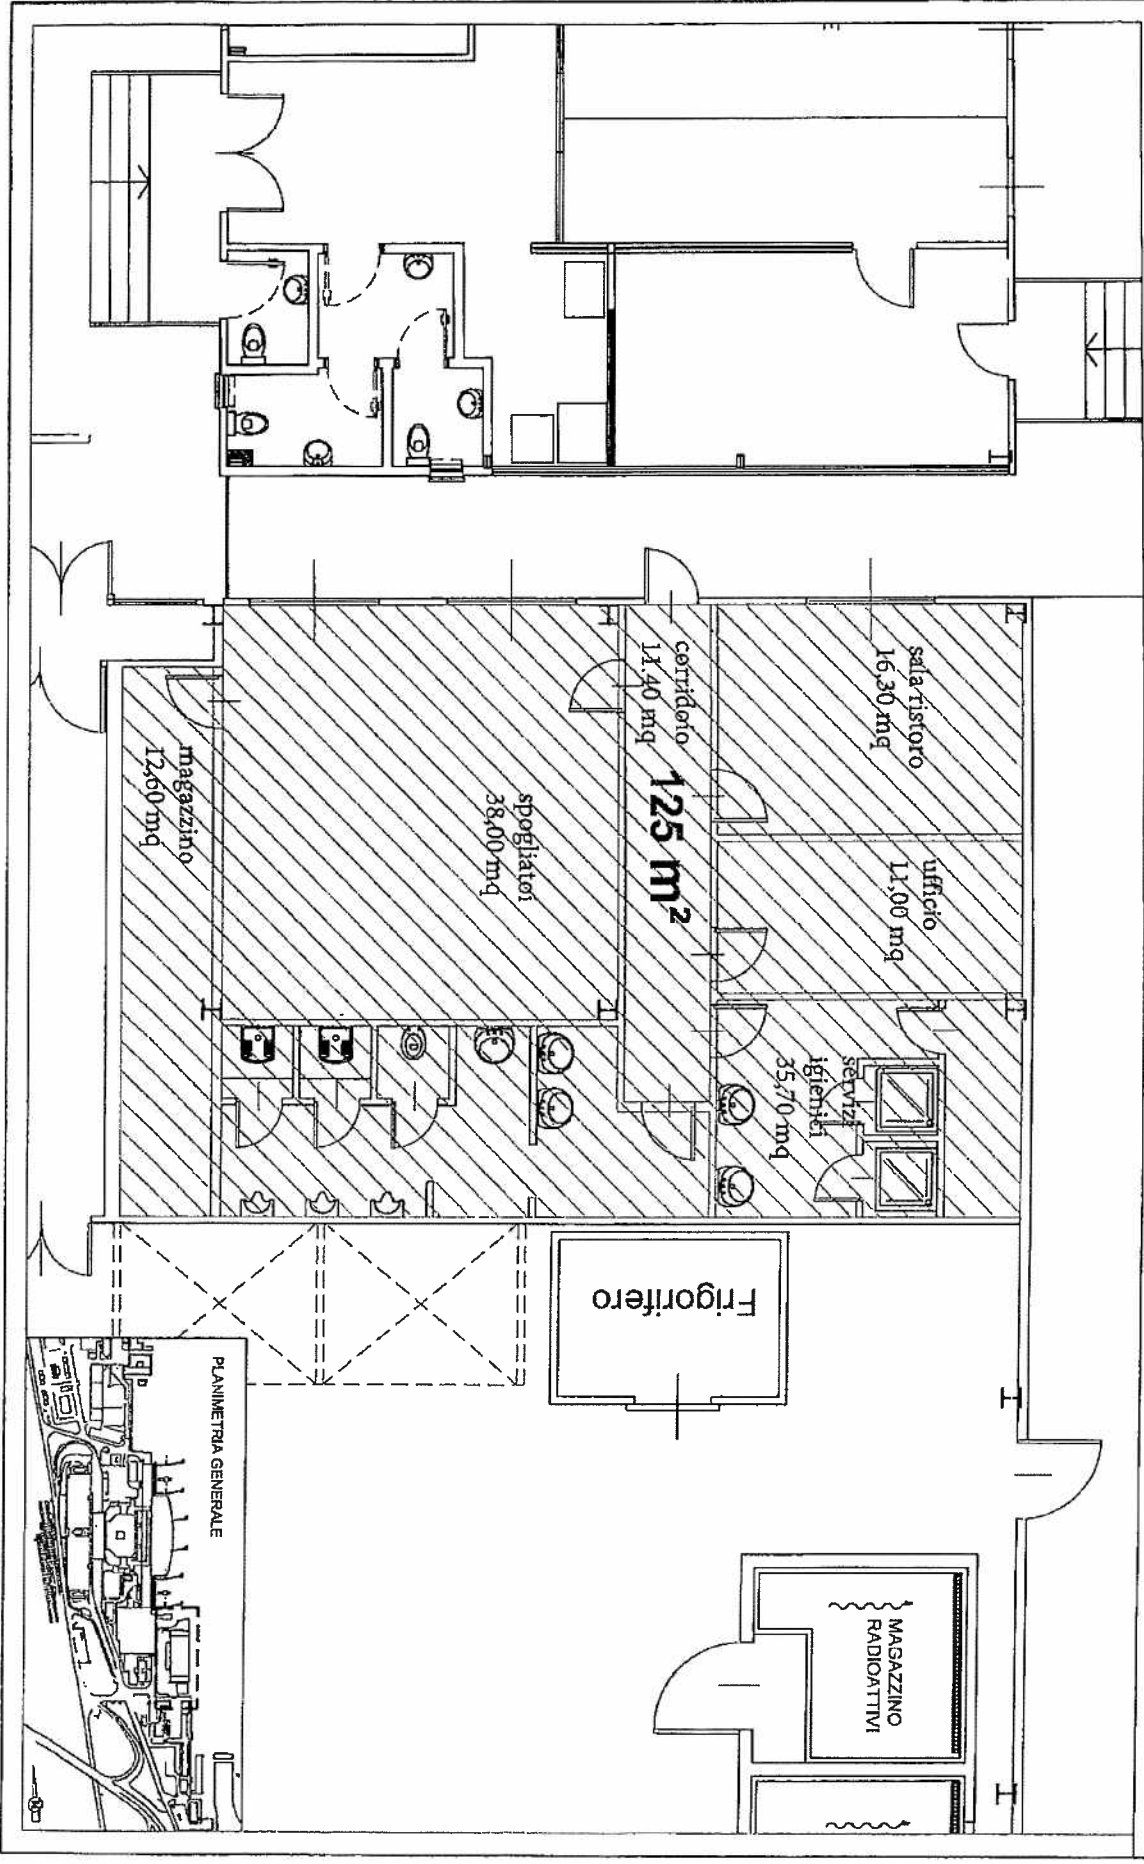 sala ristoro
16,30 mq
ufficio
11,00 mq
servizi
igienici
35,70 mq
corridoio
11.40 mq
125 m²
spogliatoi
38,00 mq
magazzino
12,60 mq
Frigorifero
MAGAZZINO
RADIOATTIVI
PLANIMETRIA GENERALE